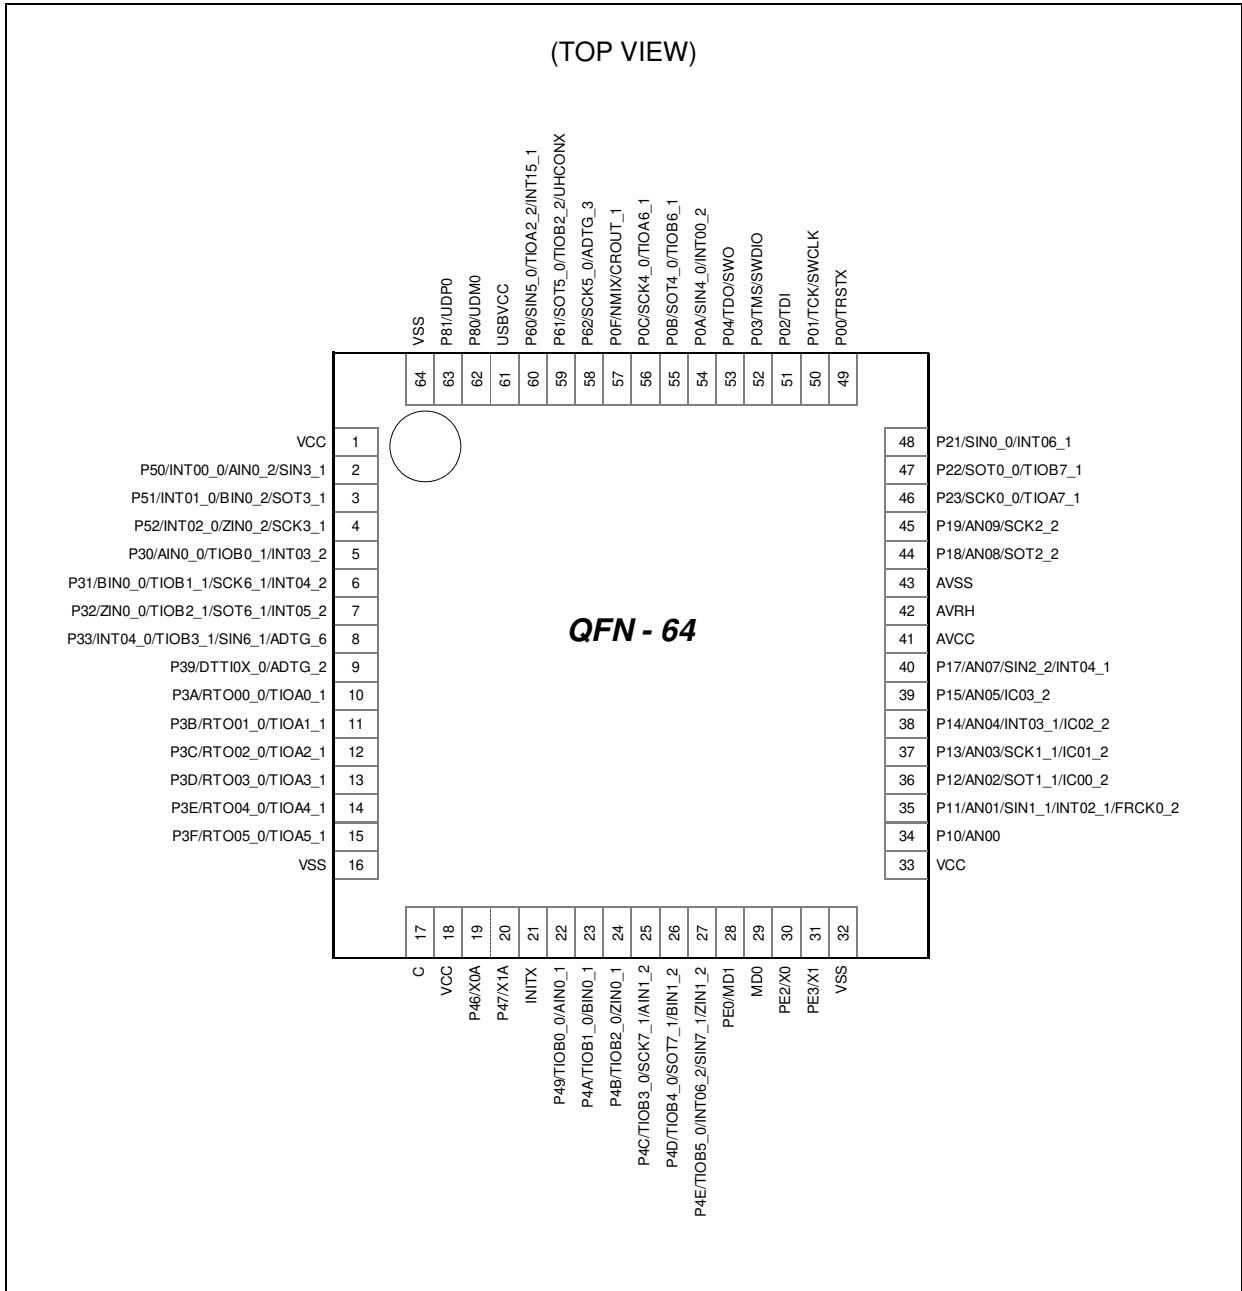 (TOP VIEW)
VSS
P81/UDP0
P80/UDM0
USBVCC
P60/SIN5_0/TIOA2_2/INT15_1
P61/SOT5_0/TIOB2_2/UHCONX
P62/SCK5_0/ADTG_3
P0F/NMIX/CROUT_1
P0C/SCK4_0/TIOA6_1
P0B/SOT4_0/TIOB6_1
P0A/SIN4_0/INT00_2
P04/TDO/SWO
P03/TMS/SWDIO
P02/TDI
P01/TCK/SWCLK
P00/TRSTX
64
63
62
61
60
59
58
57
56
55
54
53
52
51
50
49
VCC 1
P50/INT00_0/AIN0_2/SIN3_1 2
P51/INT01_0/BIN0_2/SOT3_1 3
P52/INT02_0/ZIN0_2/SCK3_1 4
P30/AIN0_0/TIOB0_1/INT03_2 5
P31/BIN0_0/TIOB1_1/SCK6_1/INT04_2 6
P32/ZIN0_0/TIOB2_1/SOT6_1/INT05_2 7
P33/INT04_0/TIOB3_1/SIN6_1/ADTG_6 8
P39/DTTI0X_0/ADTG_2 9
P3A/RTO00_0/TIOA0_1 10
P3B/RTO01_0/TIOA1_1 11
P3C/RTO02_0/TIOA2_1 12
P3D/RTO03_0/TIOA3_1 13
P3E/RTO04_0/TIOA4_1 14
P3F/RTO05_0/TIOA5_1 15
VSS 16
QFN - 64
48 P21/SIN0_0/INT06_1
47 P22/SOT0_0/TIOB7_1
46 P23/SCK0_0/TIOA7_1
45 P19/AN09/SCK2_2
44 P18/AN08/SOT2_2
43 AVSS
42 AVRH
41 AVCC
40 P17/AN07/SIN2_2/INT04_1
39 P15/AN05/IC03_2
38 P14/AN04/INT03_1/IC02_2
37 P13/AN03/SCK1_1/IC01_2
36 P12/AN02/SOT1_1/IC00_2
35 P11/AN01/SIN1_1/INT02_1/FRCK0_2
34 P10/AN00
33 VCC
17
18
19
20
21
22
23
24
25
26
27
28
29
30
31
32
C
VCC
P46/X0A
P47/X1A
INITX
P49/TIOB0_0/AIN0_1
P4A/TIOB1_0/BIN0_1
P4B/TIOB2_0/ZIN0_1
P4C/TIOB3_0/SCK7_1/AIN1_2
P4D/TIOB4_0/SOT7_1/BIN1_2
P4E/TIOB5_0/INT06_2/SIN7_1/ZIN1_2
PE0/MD1
MD0
PE2/X0
PE3/X1
VSS